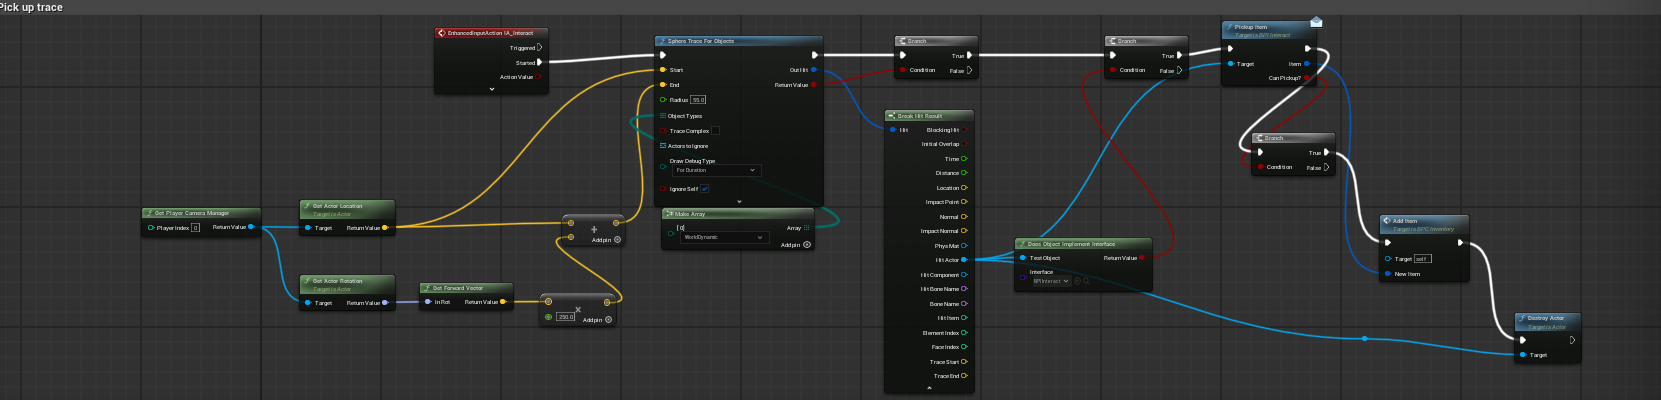 Pick up trace
EnhancedInputAction IA_Interact
Triggered
Started
Action Value
Sphere Trace For Objects
Start
Out Hit
End
Return Value
Radius 55.0
Object Types
Trace Complex
Actors to Ignore
Draw Debug Type
For Duration
Ignore Self
Make Array
[0]
Array
WorldDynamic
Add pin
Get Player Camera Manager
Player Index 0
Return Value
Get Actor Location
Target is Actor
Target
Return Value
Get Actor Rotation
Target is Actor
Target
Return Value
Get Forward Vector
In Rot
Return Value
+
Add pin
×
250.0
Add pin
Branch
True
Condition
False
Break Hit Result
Hit
Blocking Hit
Initial Overlap
Time
Distance
Location
Impact Point
Normal
Impact Normal
Phys Mat
Hit Actor
Hit Component
Hit Bone Name
Bone Name
Hit Item
Element Index
Face Index
Trace Start
Trace End
Does Object Implement Interface
Test Object
Return Value
Interface
BPI Interact
Branch
True
Condition
False
Pickup Item
Target is BPI Interact
Target
Item
Can Pickup?
Branch
True
Condition
False
Add Item
Target is BPC Inventory
Target self
New Item
Destroy Actor
Target is Actor
Target